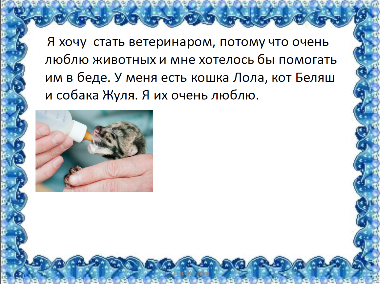 Я хочу стать ветеринаром, потому что очень
люблю животных и мне хотелось бы помогать
им в беде. У меня есть кошка Лола, кот Беляш
и собака Жуля. Я их очень люблю.